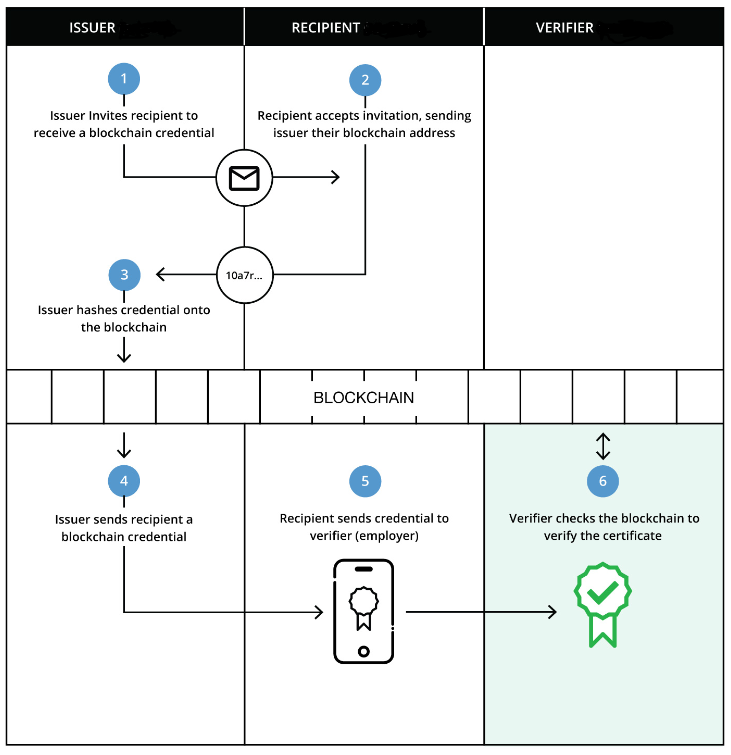 ISSUER
RECIPIENT
VERIFIER
1
Issuer Invites recipient to
receive a blockchain credential
2
Recipient accepts invitation, sending
issuer their blockchain address
10a7r...
3
Issuer hashes credential onto
the blockchain
BLOCKCHAIN
4
Issuer sends recipient a
blockchain credential
5
Recipient sends credential to
verifier (employer)
6
Verifier checks the blockchain to
verify the certificate